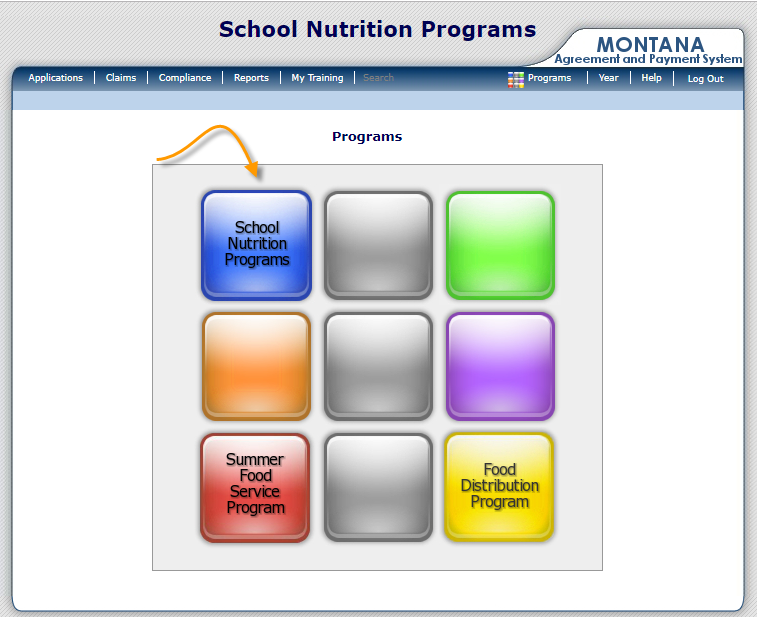 School Nutrition Programs
MONTANA
Agreement and Payment System
Applications
Claims
Compliance
Reports
My Training
Search
Programs
Year
Help
Log Out
Programs
School
Nutrition
Programs
Summer
Food
Service
Program
Food
Distribution
Program